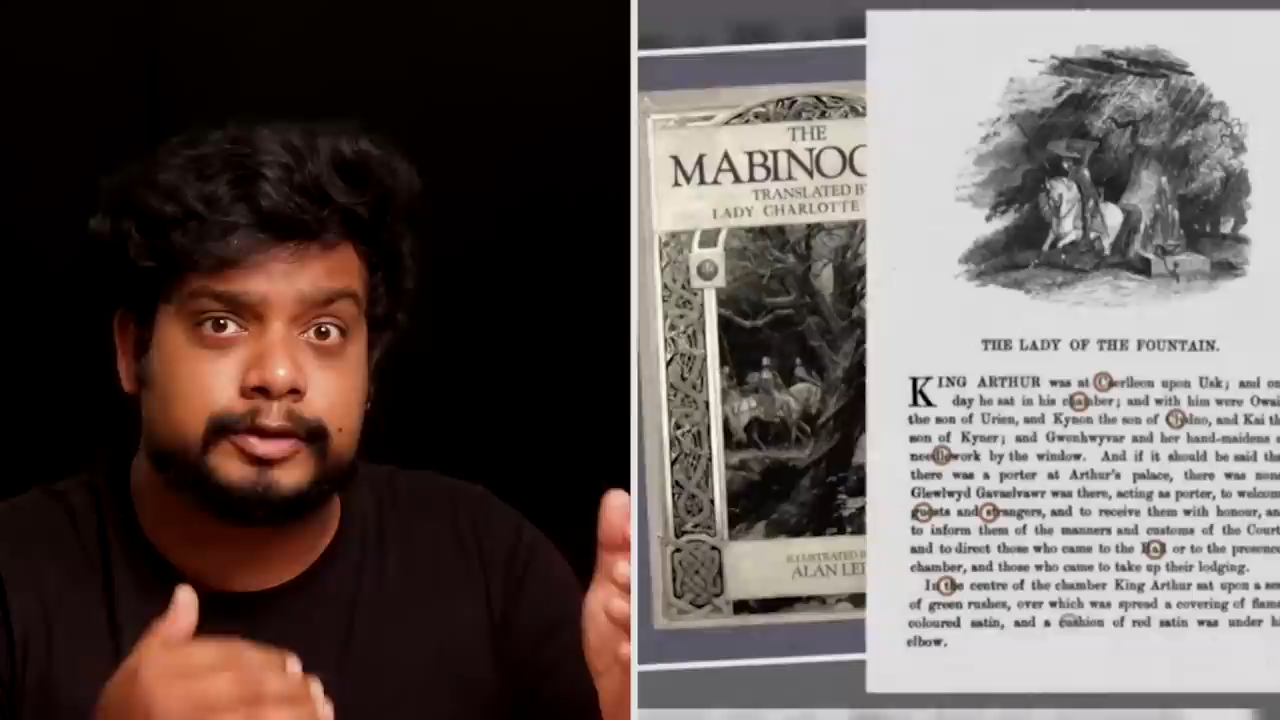 THE
MABINOG
TRANSLATED B
LADY CHARLOTTE
ILLUSTRATED B
ALAN LEE
THE LADY OF THE FOUNTAIN.
KING ARTHUR was at Caerlleon upon Usk; and on
day he sat in his chamber; and with him were Owai
the son of Urien, and Kynon the son of Clydno, and Kai th
son of Kyner; and Gwenhwyvar and her hand-maidens a
needlework by the window. And if it should be said tha
there was a porter at Arthur's palace, there was none
Glewlwyd Gavaelvawr was there, acting as porter, to welcom
guests and strangers, and to receive them with honour, an
to inform them of the manners and customs of the Court
and to direct those who came to the Hall or to the presence
chamber, and those who came to take up their lodging.
In the centre of the chamber King Arthur sat upon a sea
of green rushes, over which was spread a covering of flame
coloured satin, and a cushion of red satin was under hi
elbow.